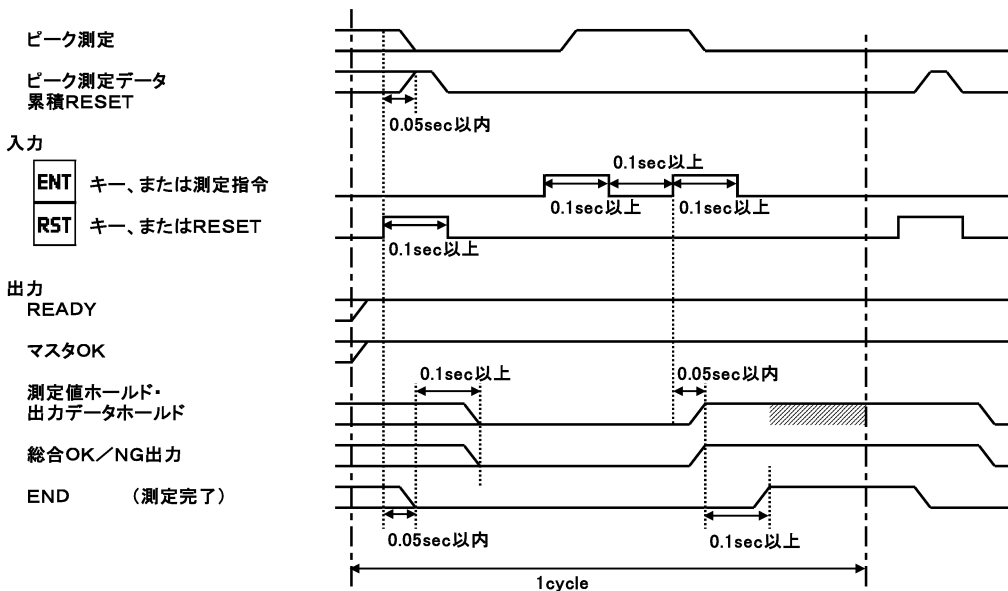 ピーク測定
ピーク測定データ
累積RESET
0.05sec以内
入力
ENT キー、または測定指令
0.1sec以上
0.1sec以上
0.1sec以上
RST キー、またはRESET
0.1sec以上
出力
READY
マスタOK
測定値ホールド・
出力データホールド
0.1sec以上
0.05sec以内
総合OK／NG出力
END （測定完了）
0.05sec以内
0.1sec以上
1cycle